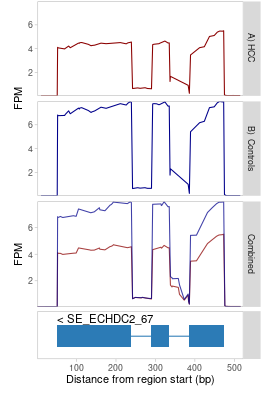 6
4
2
FPM
A) HCC
6
4
2
B) Controls
6
4
2
FPM
Combined
< SE_ECHDC2_67
100 200 300 400 500
Distance from region start (bp)